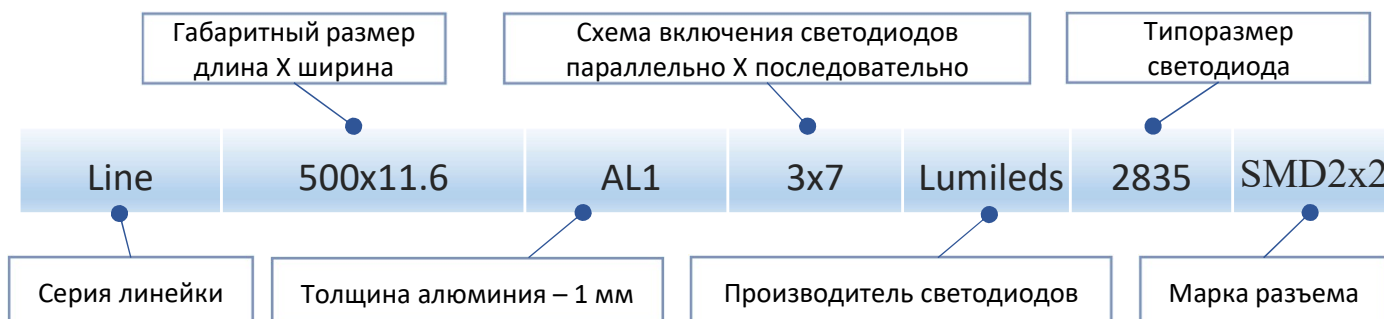 Габаритный размер
длина X ширина
Схема включения светодиодов
параллельно X последовательно
Типоразмер
светодиода
Line 500x11.6 AL1 3x7 Lumileds 2835 SMD2x2
Серия линейки
Толщина алюминия – 1 мм
Производитель светодиодов
Марка разъема